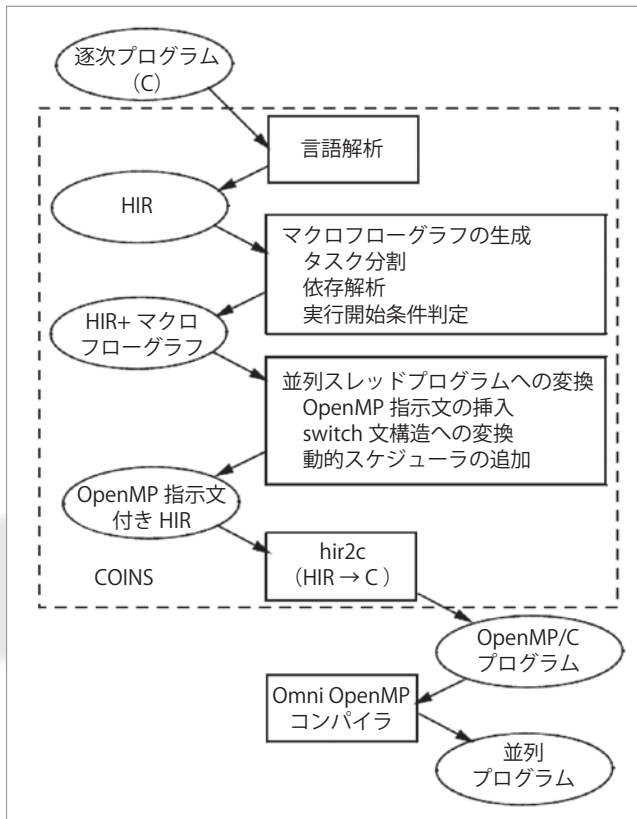 逐次プログラム
（C）
言語解析
HIR
マクロフローグラフの生成
タスク分割
依存解析
実行開始条件判定
HIR+ マクロ
フローグラフ
並列スレッドプログラムへの変換
OpenMP 指示文の挿入
switch 文構造への変換
動的スケジューラの追加
OpenMP 指示文
付き HIR
hir2c
（HIR → C ）
COINS
OpenMP/C
プログラム
Omni OpenMP
コンパイラ
並列
プログラム